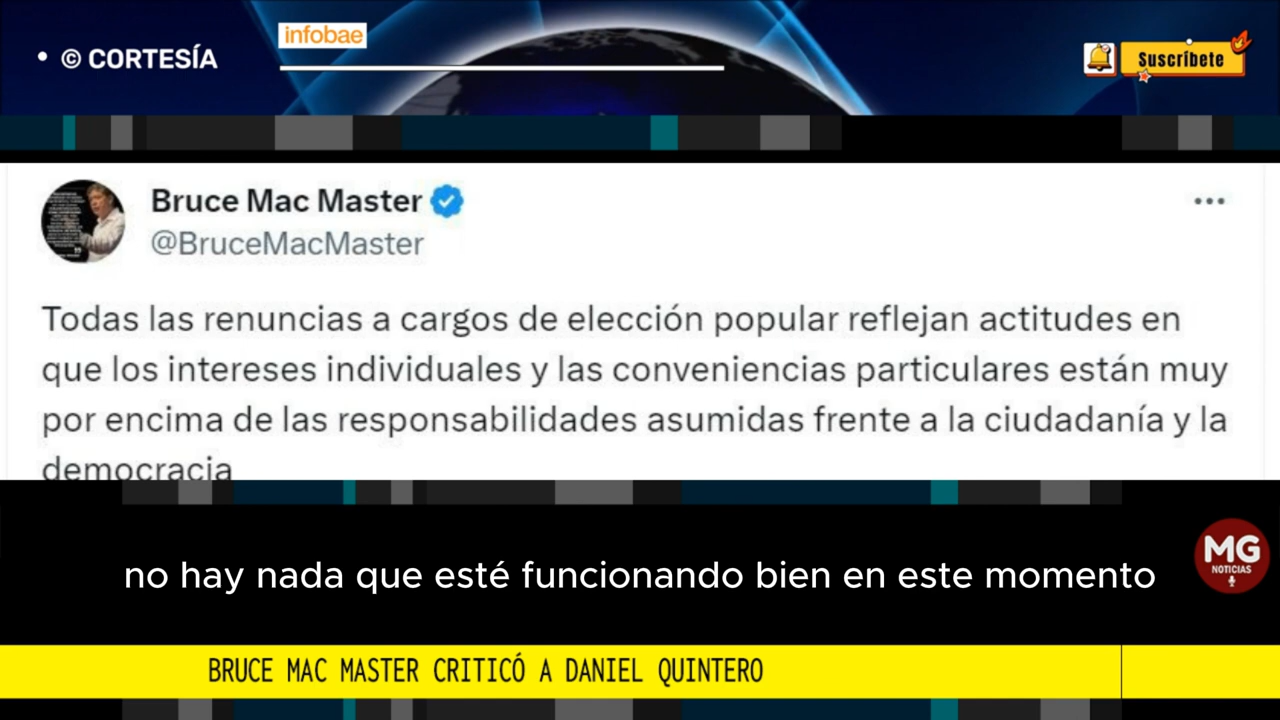 infobae
© CORTESÍA
Suscríbete
Bruce Mac Master
@BruceMacMaster
Todas las renuncias a cargos de elección popular reflejan actitudes en
que los intereses individuales y las conveniencias particulares están muy
por encima de las responsabilidades asumidas frente a la ciudadanía y la
democracia
no hay nada que esté funcionando bien en este momento
MG
NOTICIAS
BRUCE MAC MASTER CRITICÓ A DANIEL QUINTERO